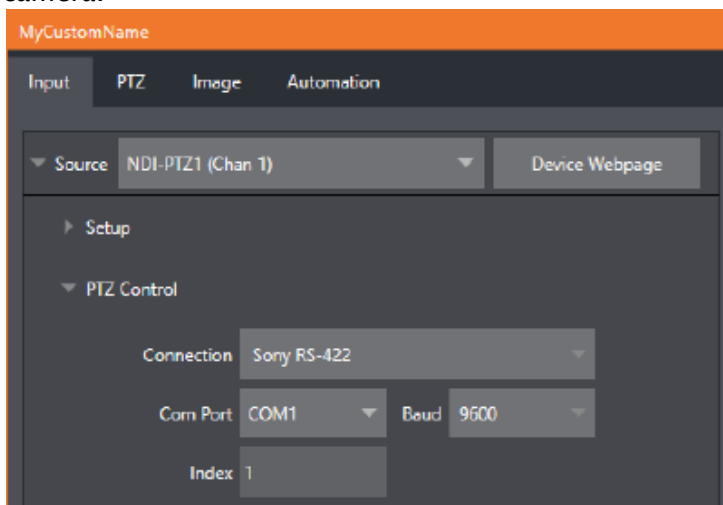 camera.
MyCustomName
Input PTZ Image Automation
Source NDI-PTZ1 (Chan 1) Device Webpage
Setup
PTZ Control
Connection Sony RS-422
Com Port COM1 Baud 9600
Index 1